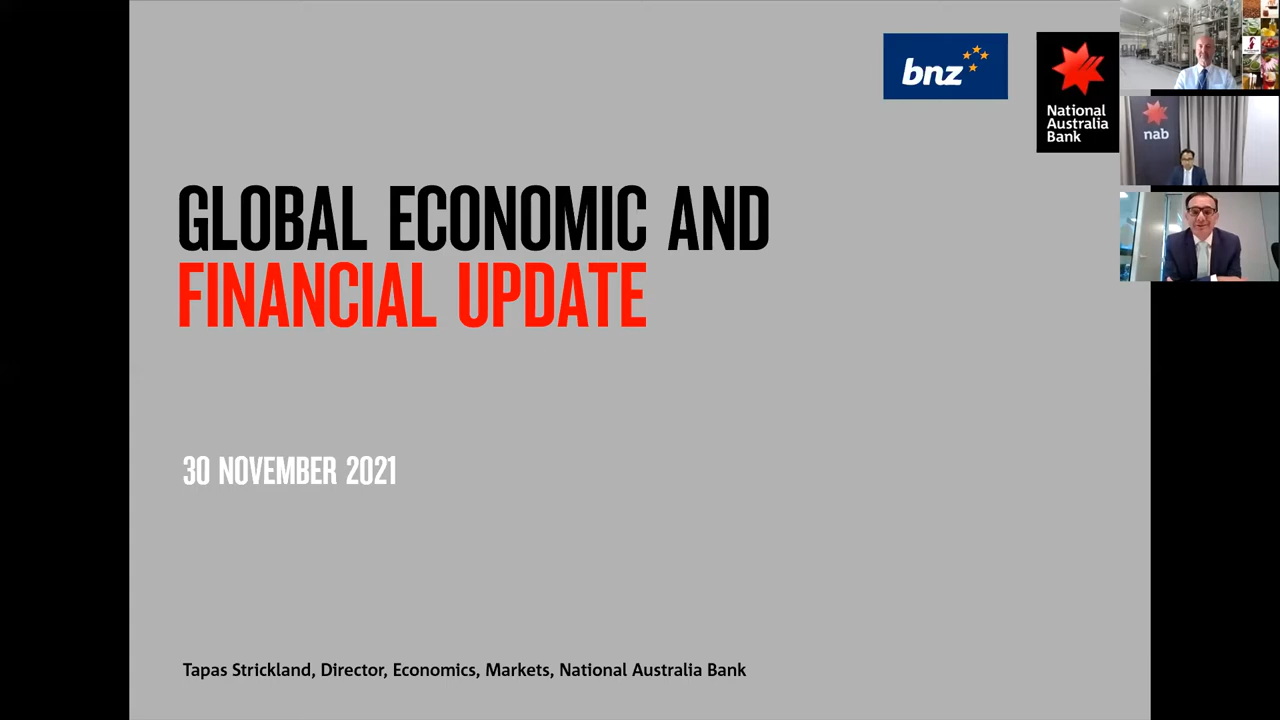 bnz
National
Australia
Bank
nab
GLOBAL ECONOMIC AND
FINANCIAL UPDATE
30 NOVEMBER 2021
Tapas Strickland, Director, Economics, Markets, National Australia Bank